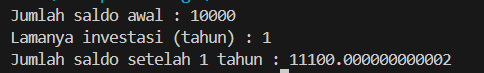 Jumlah saldo awal : 10000
Lamanya investasi (tahun) : 1
Jumlah saldo setelah 1 tahun : 11100.000000000002